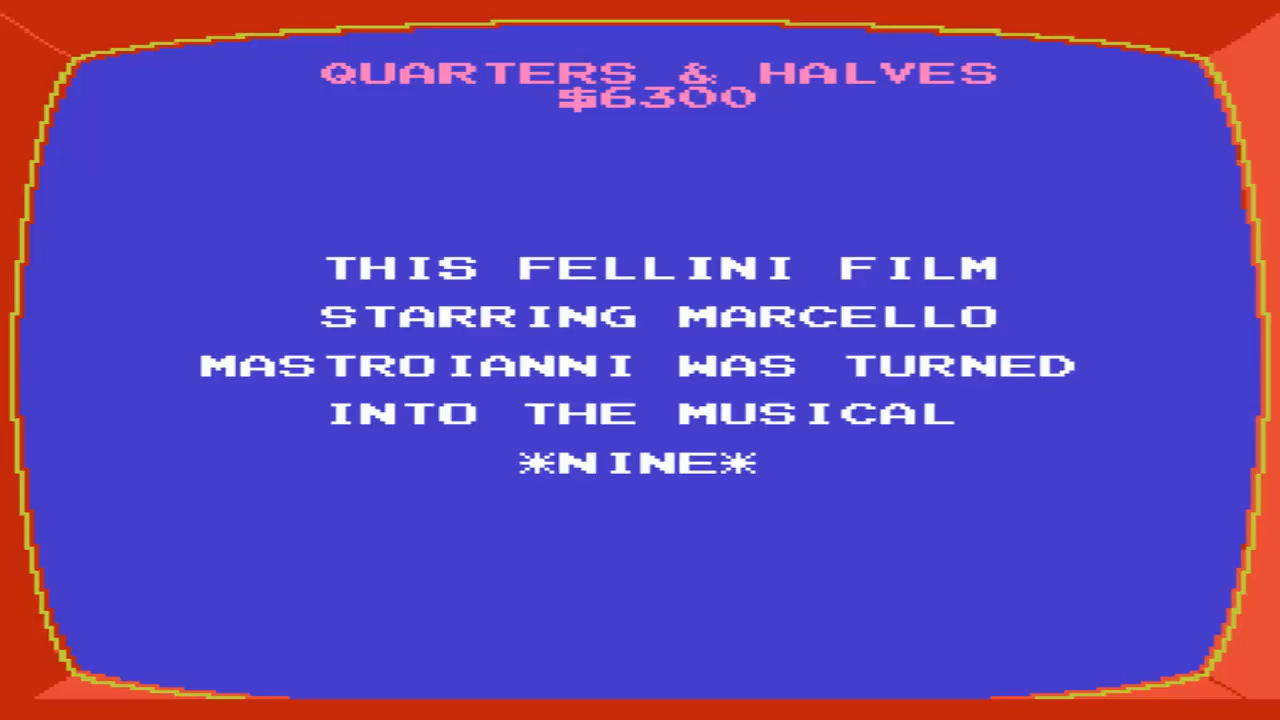 QUARTERS & HALVES
$6300
THIS FELLINI FILM
STARRING MARCELLO
MASTROIANNI WAS TURNED
INTO THE MUSICAL
*NINE*